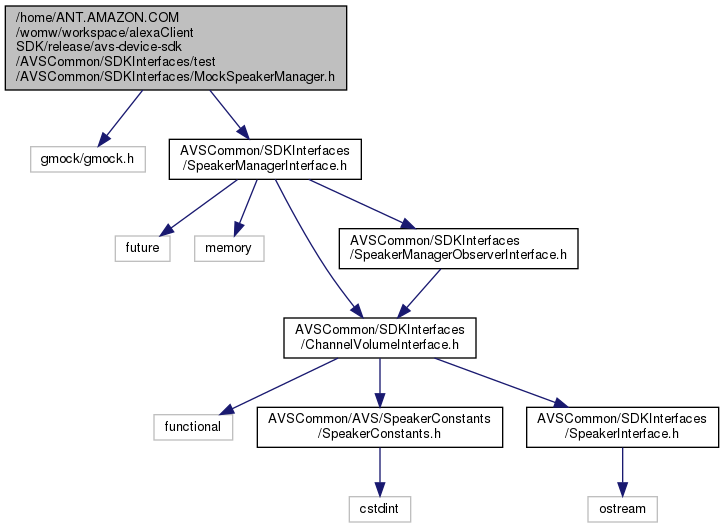 /home/ANT.AMAZON.COM
/womw/workspace/alexaClient
SDK/release/avs-device-sdk
/AVSCommon/SDKInterfaces/test
/AVSCommon/SDKInterfaces/MockSpeakerManager.h
gmock/gmock.h
AVSCommon/SDKInterfaces
/SpeakerManagerInterface.h
future
memory
AVSCommon/SDKInterfaces
/SpeakerManagerObserverInterface.h
AVSCommon/SDKInterfaces
/ChannelVolumeInterface.h
functional
AVSCommon/AVS/SpeakerConstants
/SpeakerConstants.h
AVSCommon/SDKInterfaces
/SpeakerInterface.h
cstdint
ostream